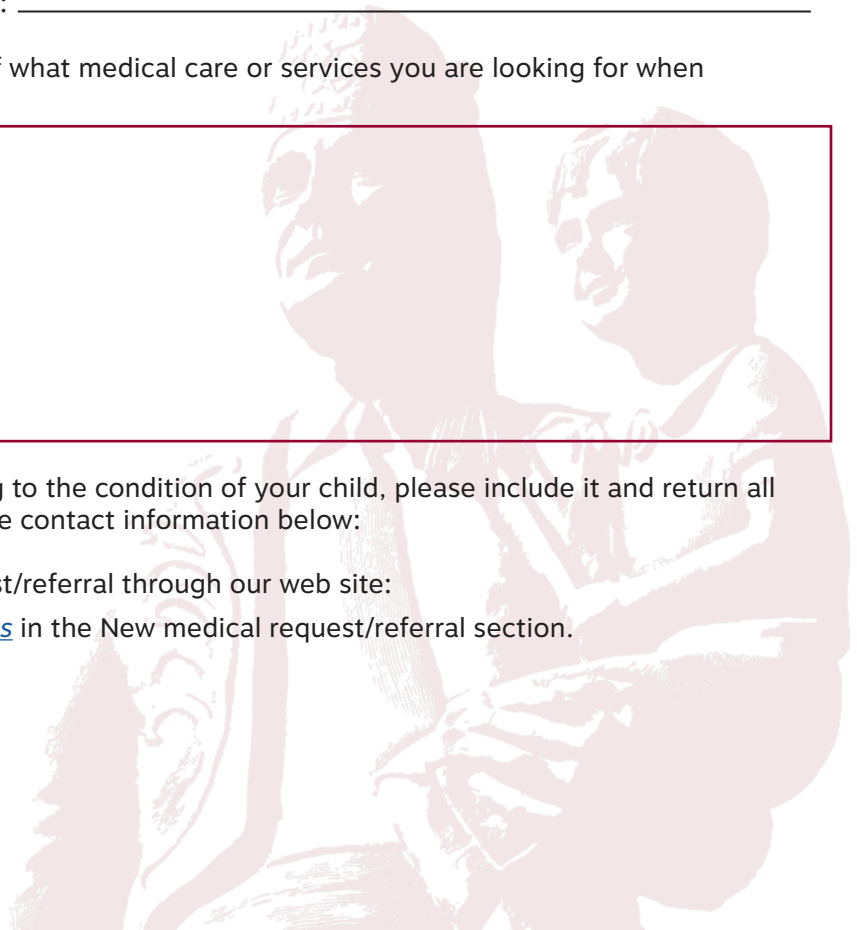 :
f what medical care or services you are looking for when
g to the condition of your child, please include it and return all
e contact information below:
st/referral through our web site:
s in the New medical request/referral section.